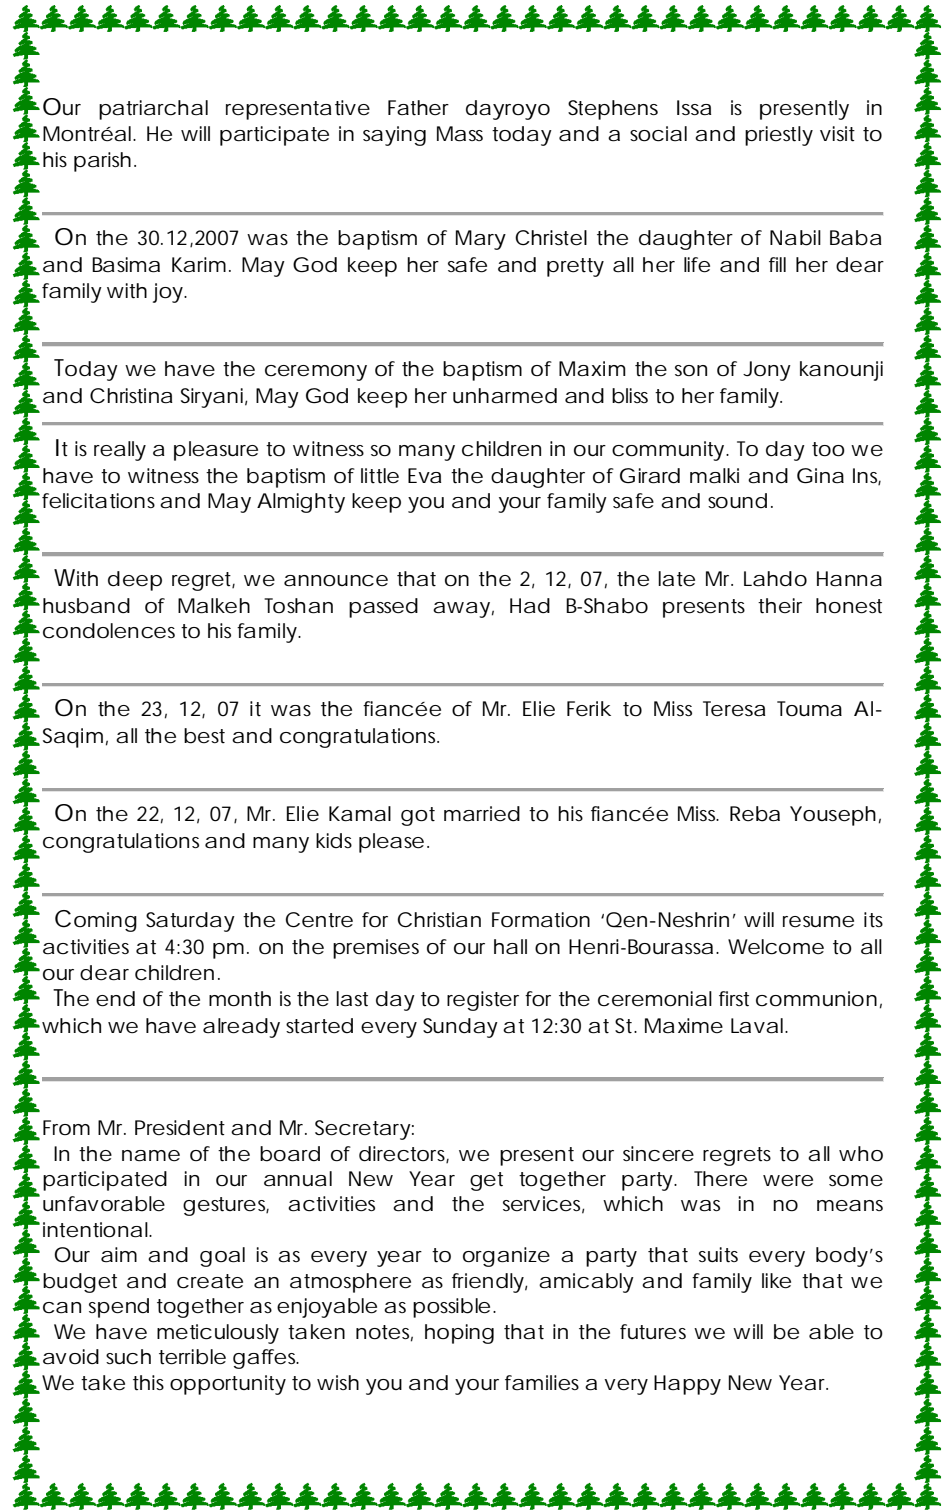 Our patriarchal representative Father dayroyo Stephens Issa is presently in
Montréal. He will participate in saying Mass today and a social and priestly visit to
his parish.
On the 30.12,2007 was the baptism of Mary Christel the daughter of Nabil Baba
and Basima Karim. May God keep her safe and pretty all her life and fill her dear
family with joy.
Today we have the ceremony of the baptism of Maxim the son of Jony kanounji
and Christina Siryani, May God keep her unharmed and bliss to her family.
It is really a pleasure to witness so many children in our community. To day too we
have to witness the baptism of little Eva the daughter of Girard malki and Gina Ins,
felicitations and May Almighty keep you and your family safe and sound.
With deep regret, we announce that on the 2, 12, 07, the late Mr. Lahdo Hanna
husband of Malkeh Toshan passed away, Had B-Shabo presents their honest
condolences to his family.
On the 23, 12, 07 it was the fiancée of Mr. Elie Ferik to Miss Teresa Touma Al-
Saqim, all the best and congratulations.
On the 22, 12, 07, Mr. Elie Kamal got married to his fiancée Miss. Reba Youseph,
congratulations and many kids please.
Coming Saturday the Centre for Christian Formation ‘Qen-Neshrin’ will resume its
activities at 4:30 pm. on the premises of our hall on Henri-Bourassa. Welcome to all
our dear children.
The end of the month is the last day to register for the ceremonial first communion,
which we have already started every Sunday at 12:30 at St. Maxime Laval.
From Mr. President and Mr. Secretary:
In the name of the board of directors, we present our sincere regrets to all who
participated in our annual New Year get together party. There were some
unfavorable gestures, activities and the services, which was in no means
intentional.
Our aim and goal is as every year to organize a party that suits every body’s
budget and create an atmosphere as friendly, amicably and family like that we
can spend together as enjoyable as possible.
We have meticulously taken notes, hoping that in the futures we will be able to
avoid such terrible gaffes.
We take this opportunity to wish you and your families a very Happy New Year.